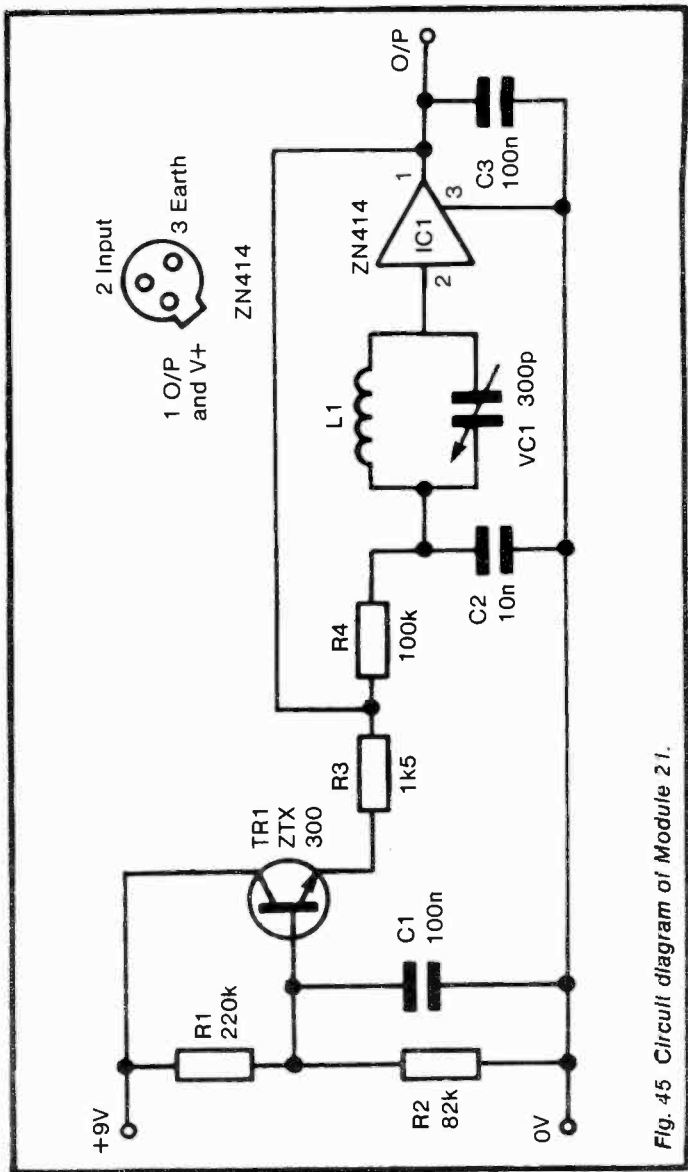 +9V
R1
220k
R2
82k
0V
TR1
ZTX
300
C1
100n
R3
1k5
R4
100k
C2
10n
L1
VC1 300p
2 Input
3 Earth
1 O/P
and V+
ZN414
ZN414
IC1
1
2
3
C3
100n
O/P
Fig. 45 Circuit diagram of Module 21.